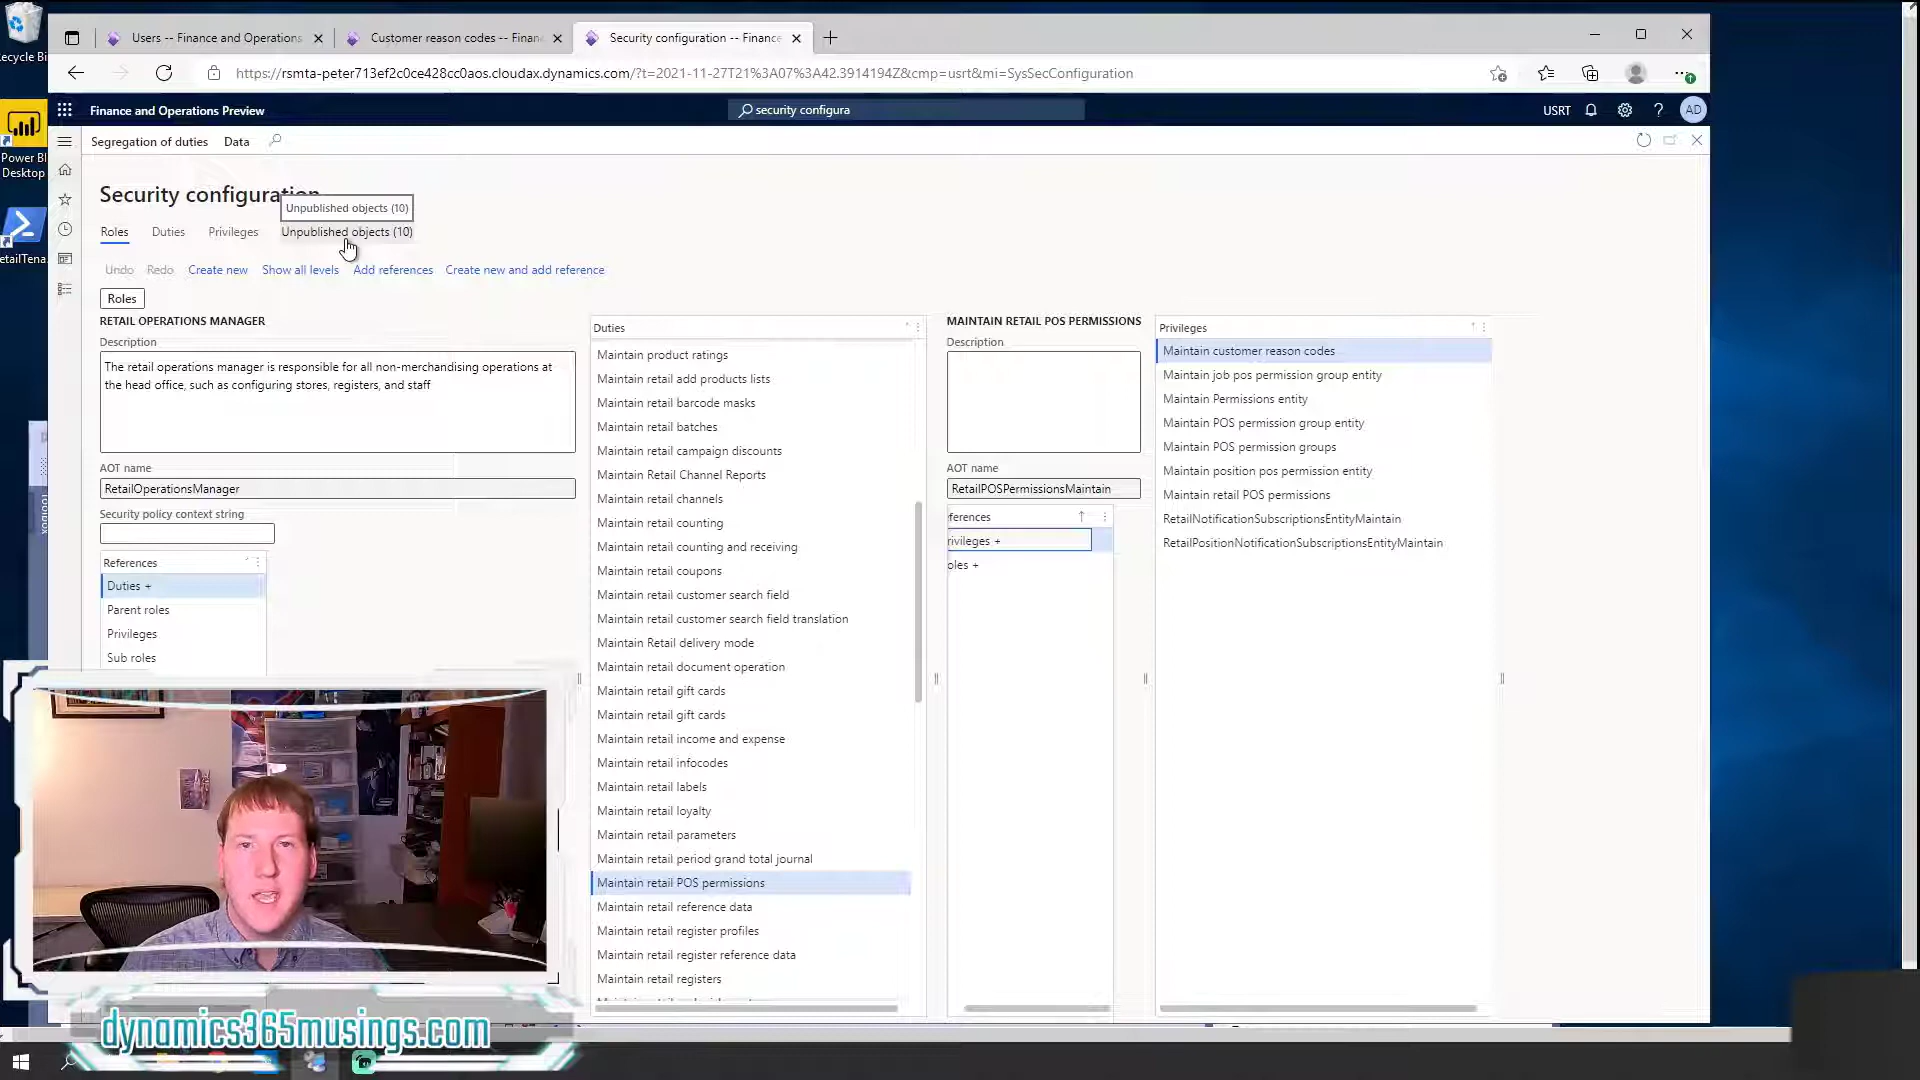 Recycle Bi
Power BI
Desktop
etailTena.
Toolbox
Users -- Finance and Operations
Customer reason codes -- Finan
Security configuration -- Finance
https://rsmta-peter713ef2c0ce428cc0aos.cloudax.dynamics.com/?t=2021-11-27T21%3A07%3A42.3914194Z&cmp=usrt&mi=SysSecConfiguration
Finance and Operations Preview
security configura
USRT
?
AD
Segregation of duties
Data
Security configuration
Unpublished objects (10)
Roles
Duties
Privileges
Unpublished objects (10)
Undo
Redo
Create new
Show all levels
Add references
Create new and add reference
Roles
RETAIL OPERATIONS MANAGER
Description
The retail operations manager is responsible for all non-merchandising operations at
the head office, such as configuring stores, registers, and staff
AOT name
RetailOperationsManager
Security policy context string
References
Duties +
Parent roles
Privileges
Sub roles
Duties
Maintain product ratings
Maintain retail add products lists
Maintain retail barcode masks
Maintain retail batches
Maintain retail campaign discounts
Maintain Retail Channel Reports
Maintain retail channels
Maintain retail counting
Maintain retail counting and receiving
Maintain retail coupons
Maintain retail customer search field
Maintain retail customer search field translation
Maintain Retail delivery mode
Maintain retail document operation
Maintain retail gift cards
Maintain retail gift cards
Maintain retail income and expense
Maintain retail infocodes
Maintain retail labels
Maintain retail loyalty
Maintain retail parameters
Maintain retail period grand total journal
Maintain retail POS permissions
Maintain retail reference data
Maintain retail register profiles
Maintain retail register reference data
Maintain retail registers
MAINTAIN RETAIL POS PERMISSIONS
Description
AOT name
RetailPOSPermissionsMaintain
ferences
rivileges +
oles +
Privileges
Maintain customer reason codes
Maintain job pos permission group entity
Maintain Permissions entity
Maintain POS permission group entity
Maintain POS permission groups
Maintain position pos permission entity
Maintain retail POS permissions
RetailNotificationSubscriptionsEntityMaintain
RetailPositionNotificationSubscriptionsEntityMaintain
dynamics365musings.com